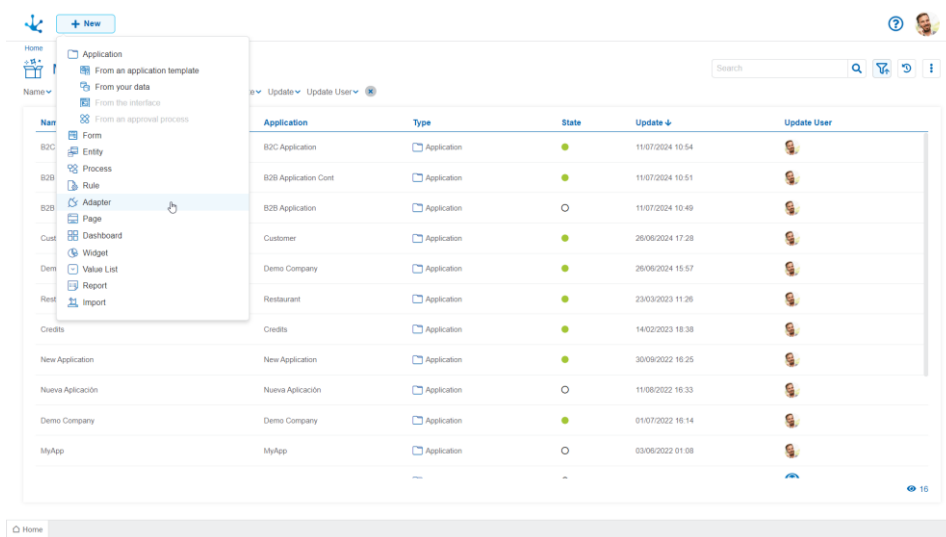 + New
Home
Application
From an application template
From your data
From the interface
From an approval process
Form
Entity
Process
Rule
Adapter
Page
Dashboard
Widget
Value List
Report
Import
Search
Name Update Update User
Application Type State Update Update User
B2C B2C Application Application 11/07/2024 10:54
B2B B2B Application Cont Application 11/07/2024 10:51
B2B B2B Application Application 11/07/2024 10:49
Cust Customer Application 26/06/2024 17:28
Dem Demo Company Application 26/06/2024 15:57
Rest Restaurant Application 23/03/2023 11:26
Credits Credits Application 14/02/2023 18:38
New Application New Application Application 30/09/2022 16:25
Nueva Aplicación Nueva Aplicación Application 11/08/2022 16:33
Demo Company Demo Company Application 01/07/2022 16:14
MyApp MyApp Application 03/06/2022 01:08
16
Home